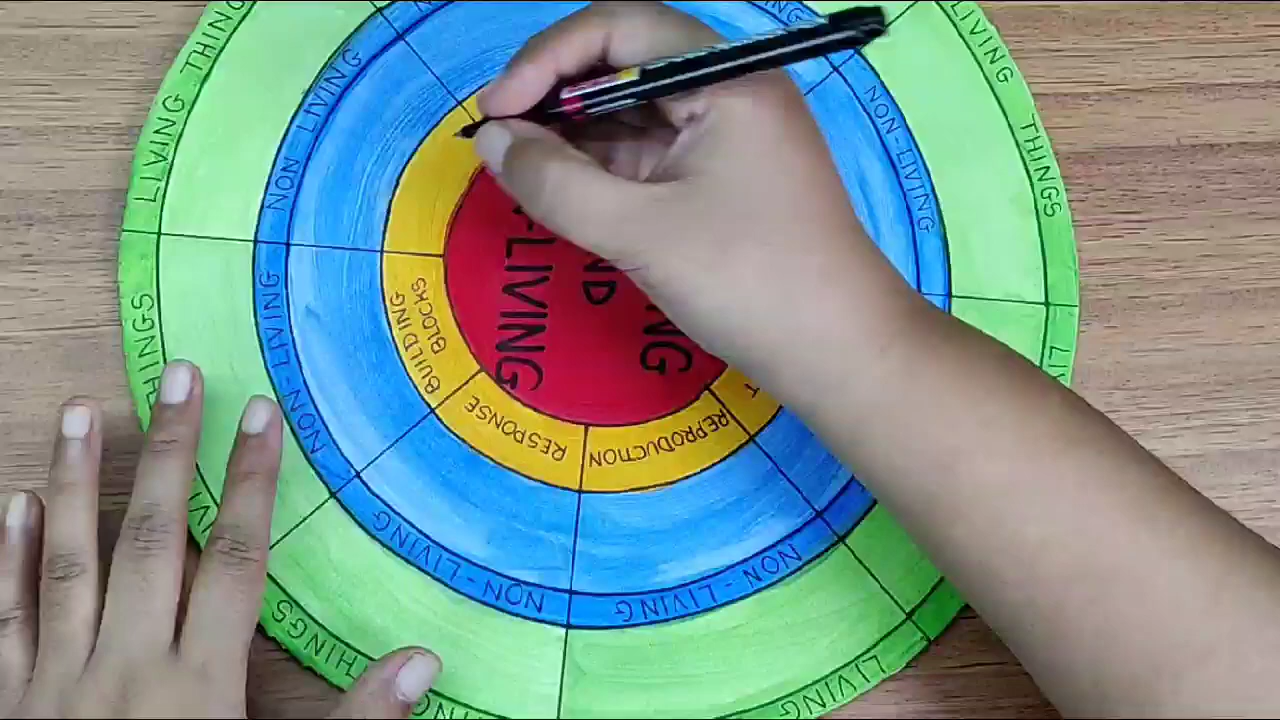 LIVING THINGS
LIVING THINGS
THINGS
THINGS
LIVING
NON-LIVING
NON-LIVING
NON-LIVING
NON-LIVING
NON-LIVING
NON-LIVING
BUILDING
BLOCKS
RESPONSE
REPRODUCTION
-LIVING